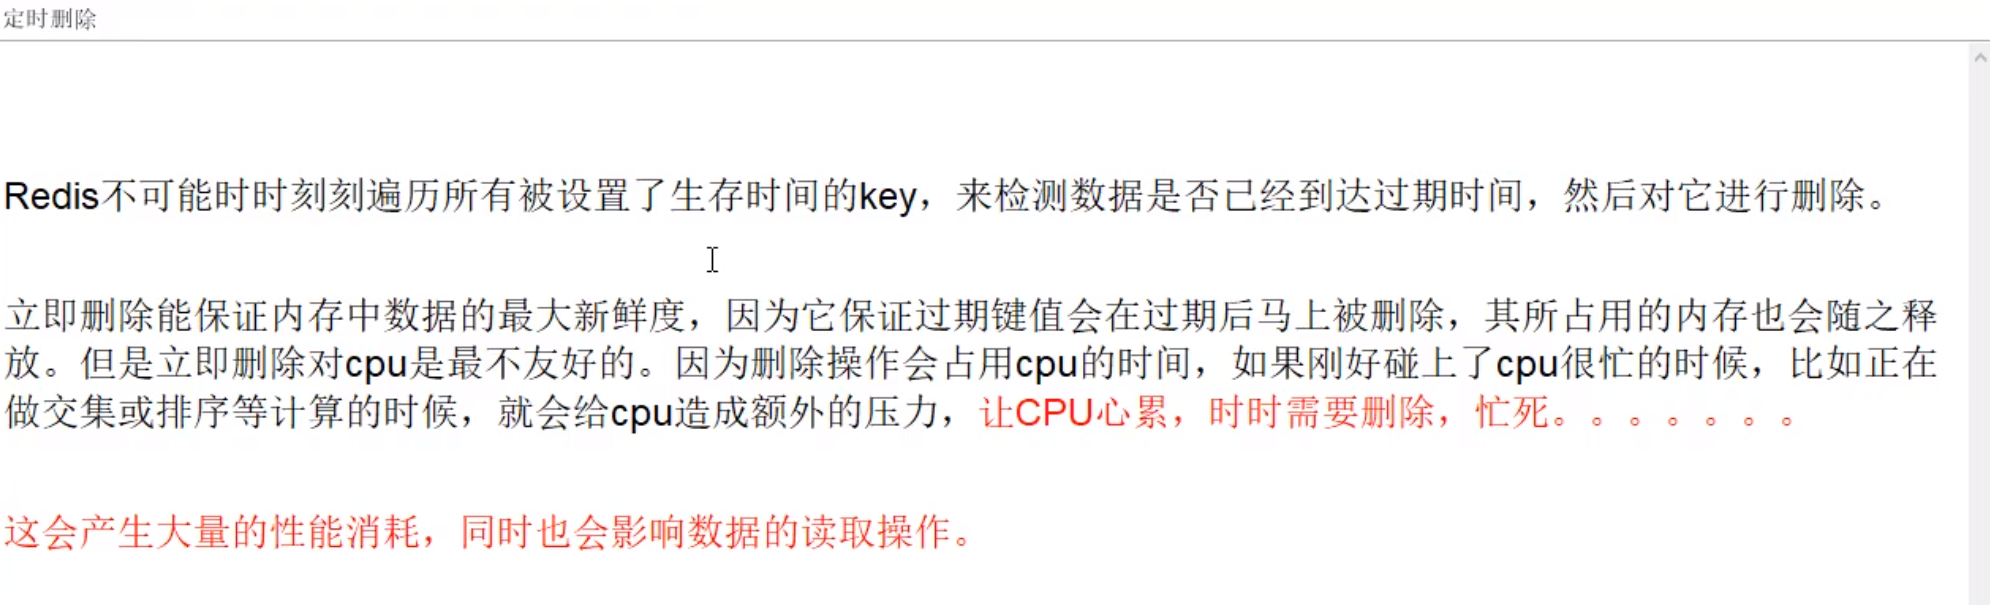 定时删除
Redis不可能时时刻刻遍历所有被设置了生存时间的key，来检测数据是否已经到达过期时间，然后对它进行删除。
立即删除能保证内存中数据的最大新鲜度，因为它保证过期键值会在过期后马上被删除，其所占用的内存也会随之释
放。但是立即删除对cpu是最不友好的。因为删除操作会占用cpu的时间，如果刚好碰上了cpu很忙的时候，比如正在
做交集或排序等计算的时候，就会给cpu造成额外的压力，让CPU心累，时时需要删除，忙死。。。。。。。
这会产生大量的性能消耗，同时也会影响数据的读取操作。